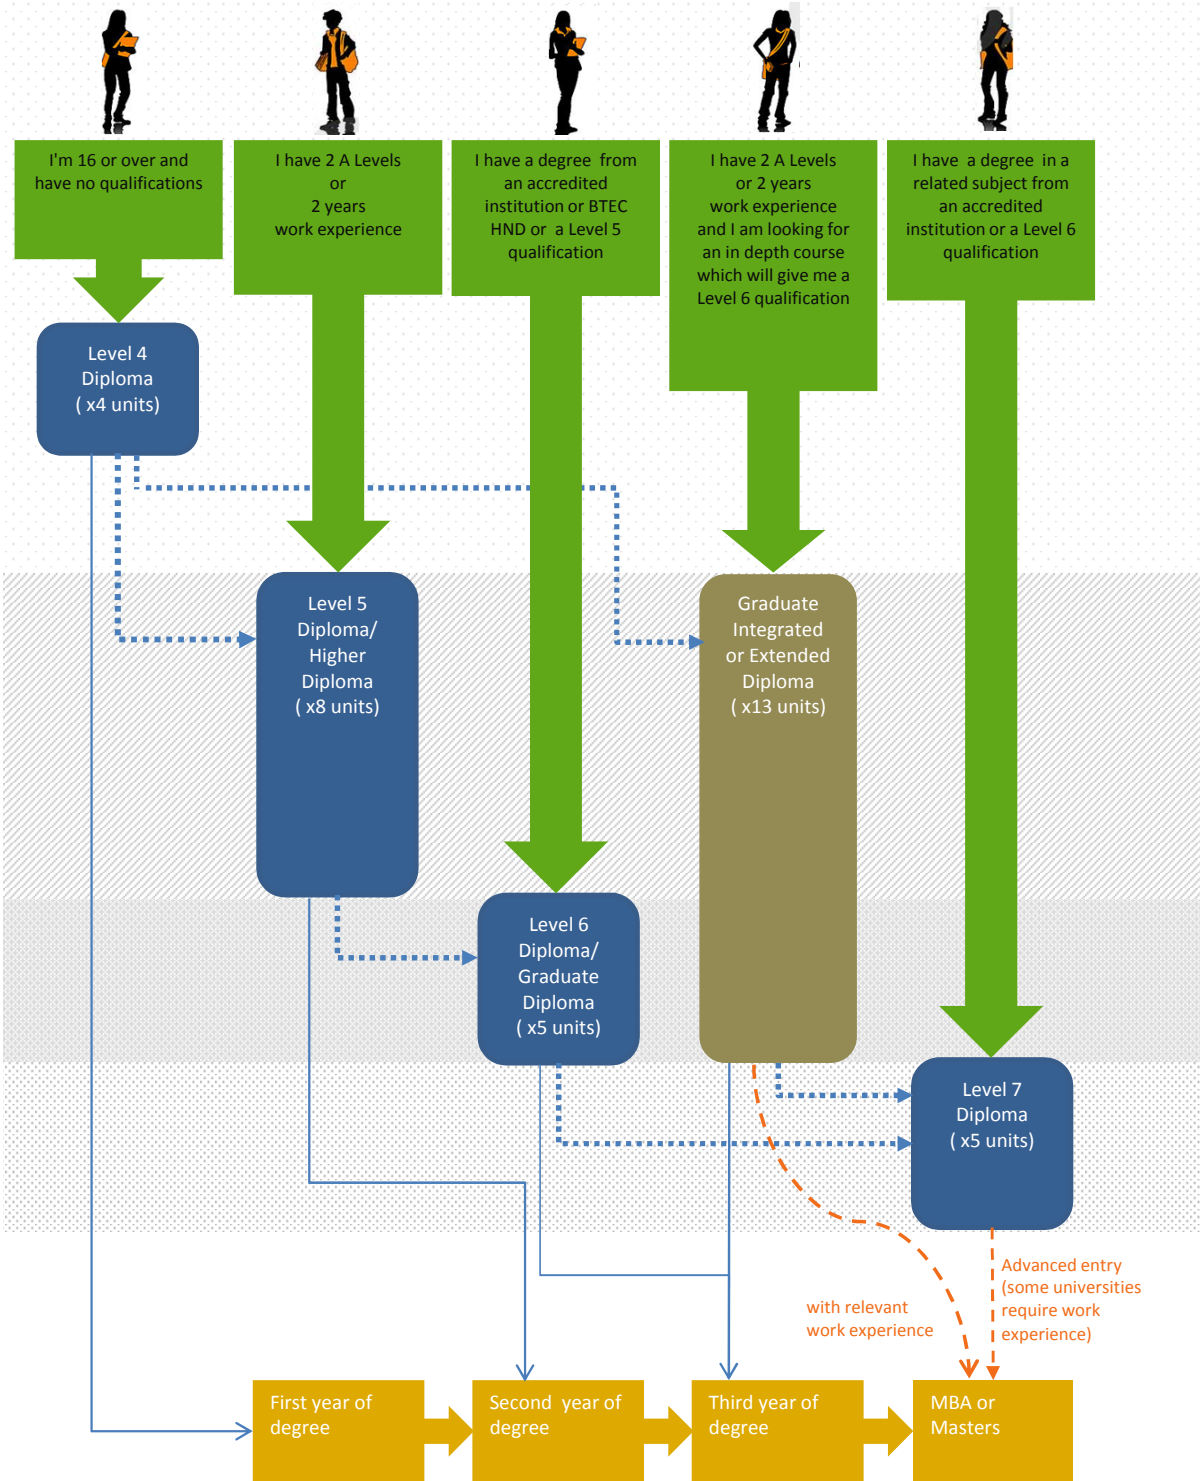 I'm 16 or over and
have no qualifications
I have 2 A Levels
or
2 years
work experience
I have a degree from
an accredited
institution or BTEC
HND or a Level 5
qualification
I have 2 A Levels
or 2 years
work experience
and I am looking for
an in depth course
which will give me a
Level 6 qualification
I have a degree in a
related subject from
an accredited
institution or a Level 6
qualification
Level 4
Diploma
( x4 units)
Level 5
Diploma/
Higher
Diploma
( x8 units)
Graduate
Integrated
or Extended
Diploma
( x13 units)
Level 6
Diploma/
Graduate
Diploma
( x5 units)
Level 7
Diploma
( x5 units)
Advanced entry
(some universities
require work
experience)
with relevant
work experience
First year of
degree
Second year of
degree
Third year of
degree
MBA or
Masters